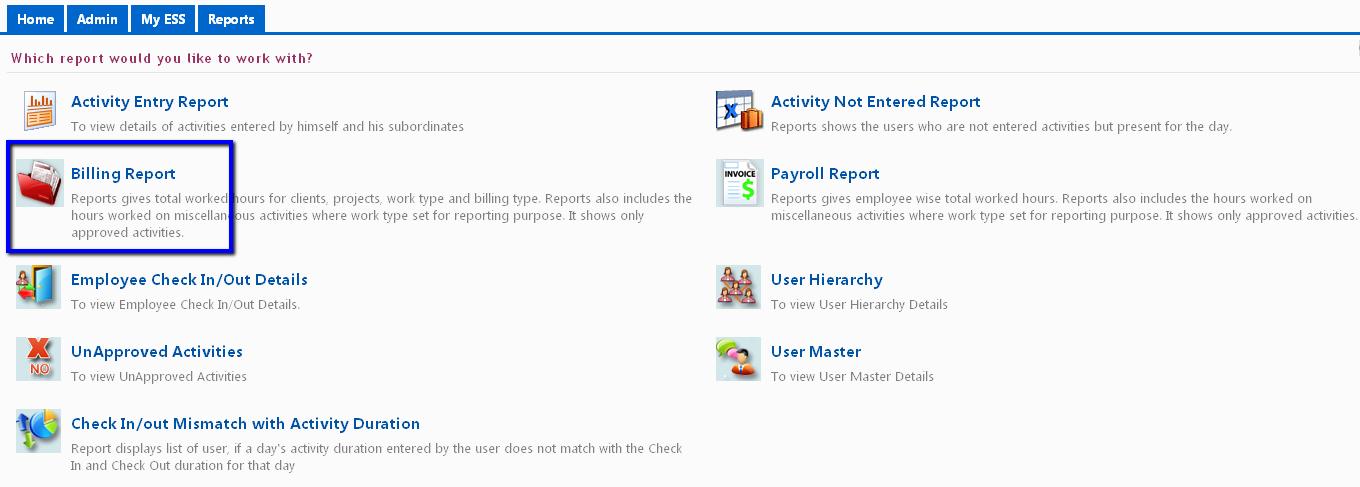 Home Admin My ESS Reports
Which report would you like to work with?
Activity Entry Report
To view details of activities entered by himself and his subordinates
Activity Not Entered Report
Reports shows the users who are not entered activities but present for the day.
Billing Report
Reports gives total worked hours for clients, projects, work type and billing type. Reports also includes the
hours worked on miscellaneous activities where work type set for reporting purpose. It shows only
approved activities.
INVOICE
Payroll Report
Reports gives employee wise total worked hours. Reports also includes the hours worked on
miscellaneous activities where work type set for reporting purpose. It shows only approved activities.
Employee Check In/Out Details
To view Employee Check In/Out Details.
User Hierarchy
To view User Hierarchy Details
NO
UnApproved Activities
To view UnApproved Activities
User Master
To view User Master Details
Check In/out Mismatch with Activity Duration
Report displays list of user, if a day's activity duration entered by the user does not match with the Check
In and Check Out duration for that day